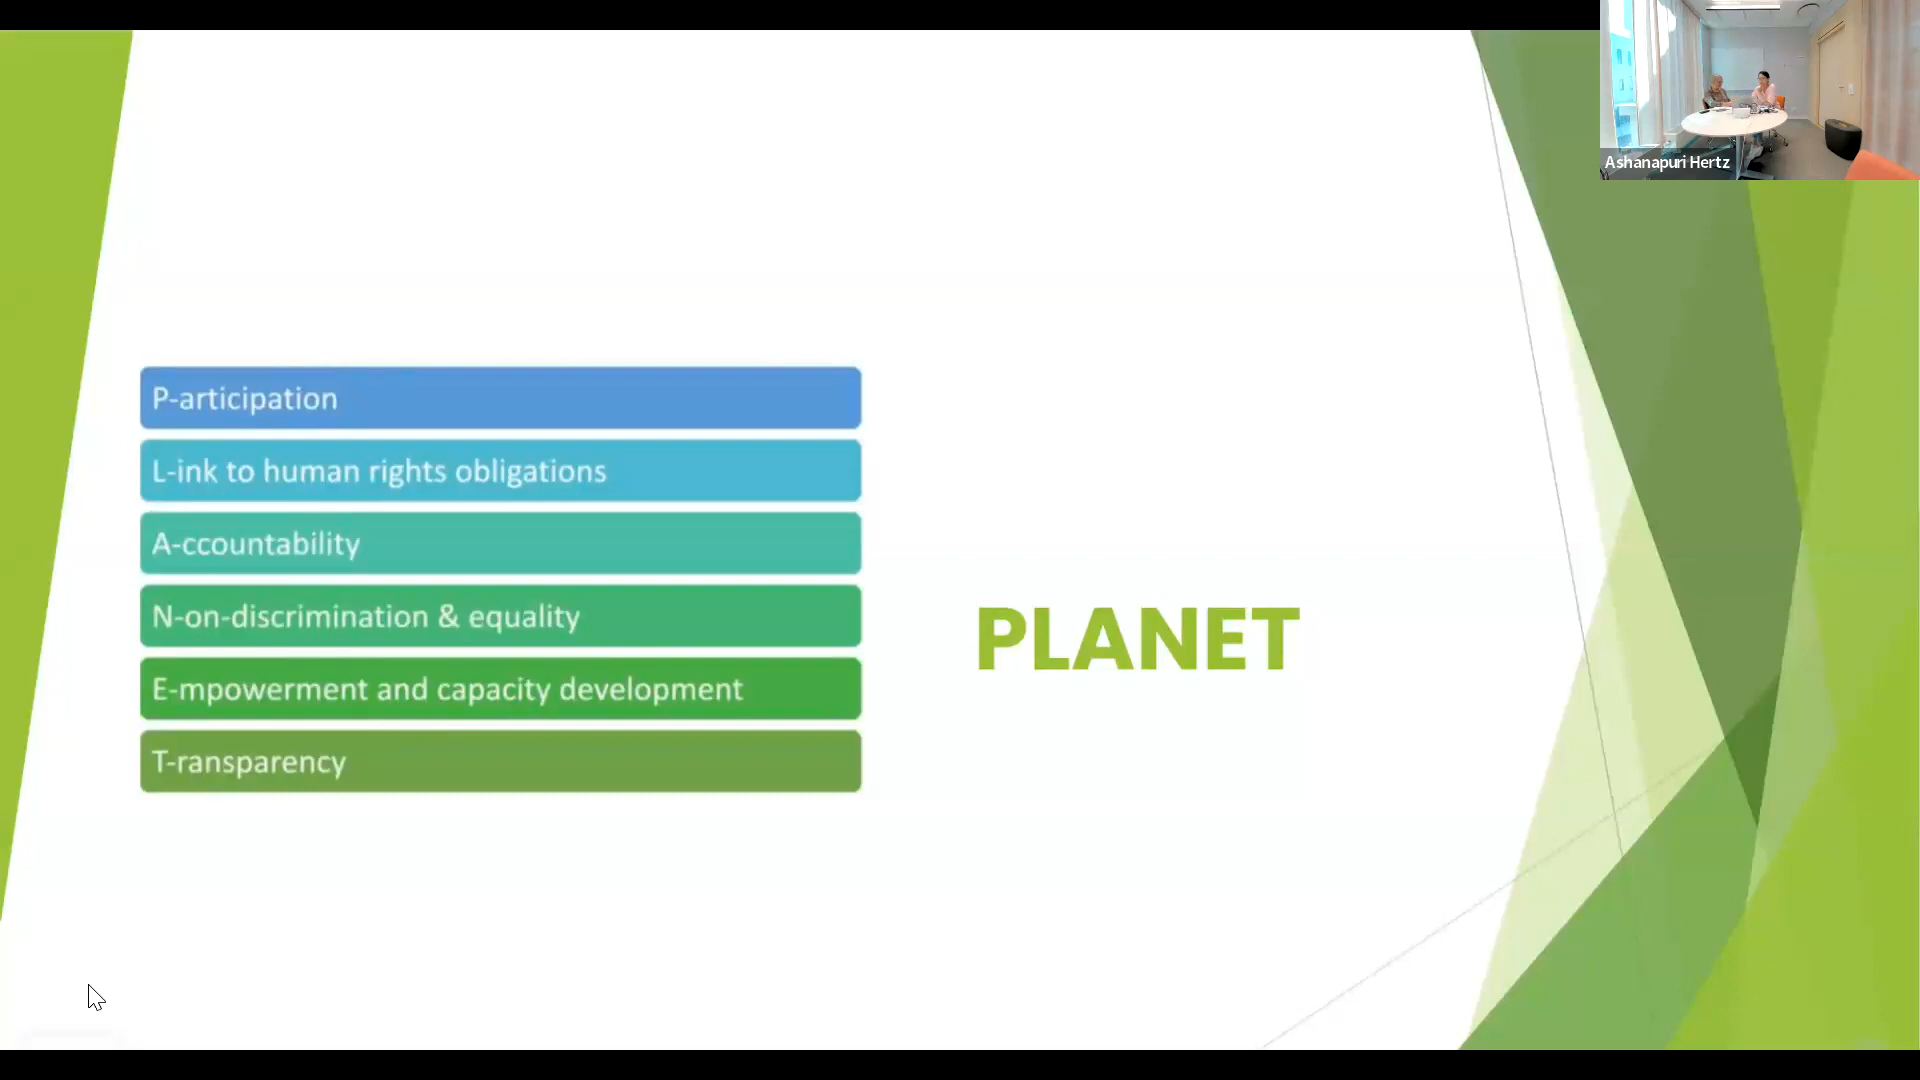 Ashanapuri Hertz
P-articipation
L-ink to human rights obligations
A-ccountability
N-on-discrimination & equality
E-mpowerment and capacity development
T-ransparency
PLANET